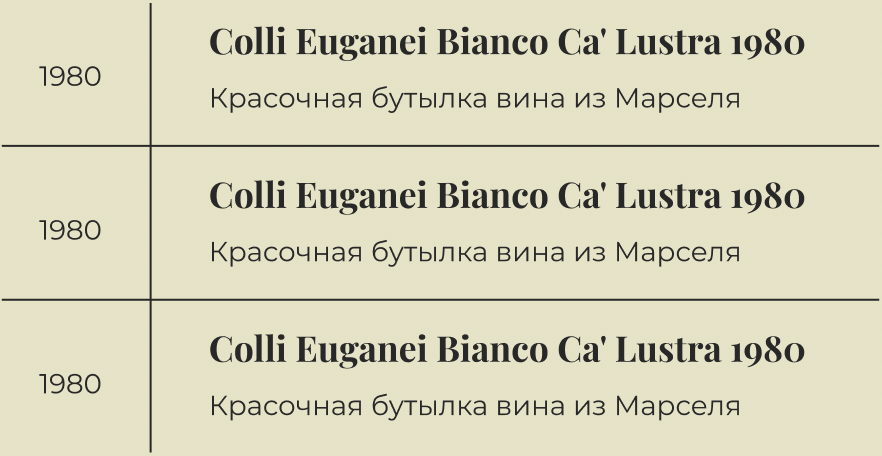 Colli Euganei Bianco Ca' Lustra 1980
1980
Красочная бутылка вина из Марселя
Colli Euganei Bianco Ca' Lustra 1980
1980
Красочная бутылка вина из Марселя
Colli Euganei Bianco Ca' Lustra 1980
1980
Красочная бутылка вина из Марселя